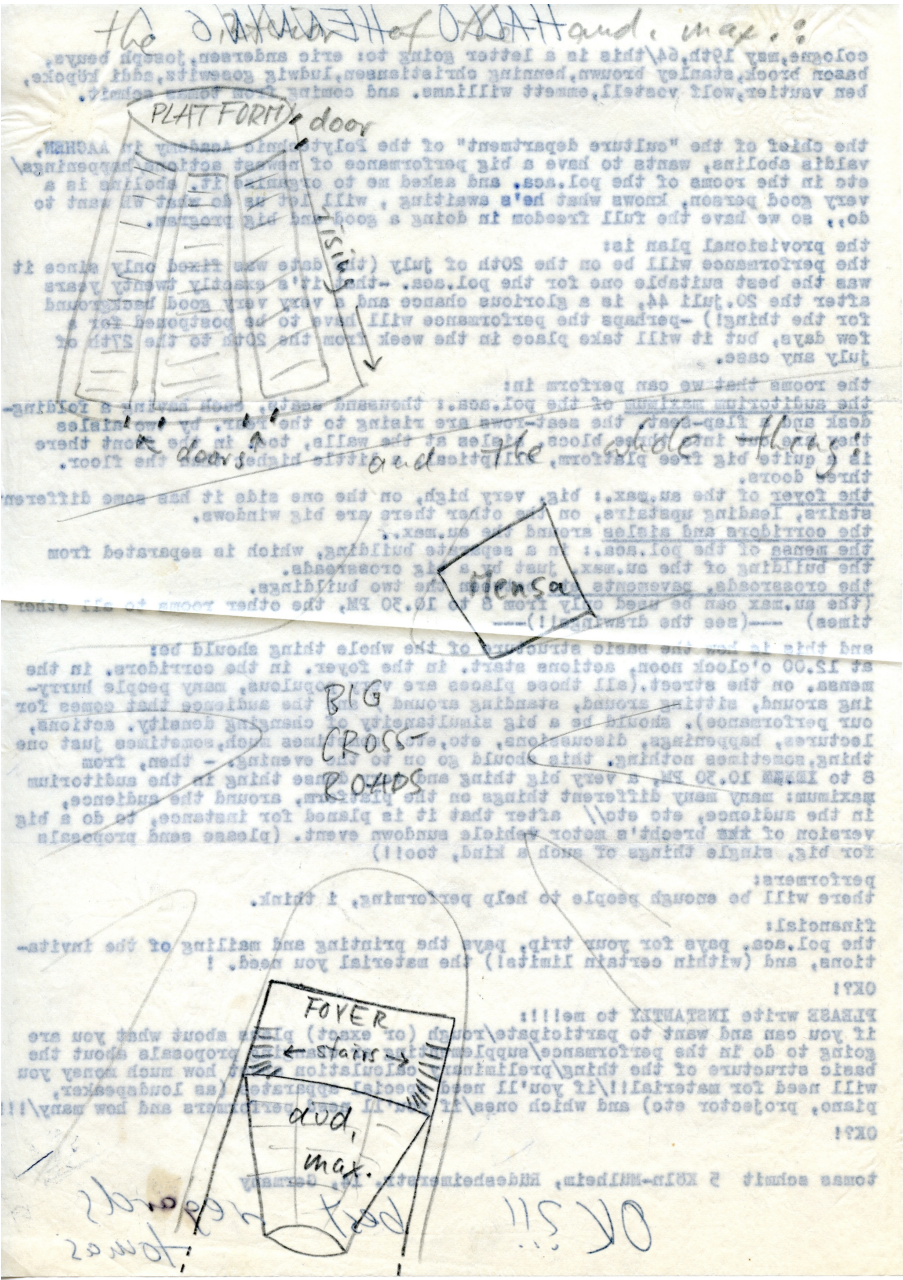 the interior of the aud. max.:
HALLO HENNING
cologne,may 19th,64/this is a letter going to: eric andersen,joseph beuys,
bazon brock,stanley brouwn,henning christiansen,ludwig gosewitz,addi köpcke,
ben vautier,wolf vostell,emmett williams. and coming from tomas schmit.
PLATFORM
door
the chief of the "culture department" of the Polytchnic Academy in AACHEN,
valdis abolins, wants to have a big performance of newest actions/happenings/
etc in the rooms of the pol.aca. and asked me to organize it. abolins is a
very good person, knows what he's awaiting , will let us do what WE want to
do,, so we have the full freedom in doing a good and big program.
rising
the provisional plan is:
the performance will be on the 20th of july (the date was fixed only since it
was the best suitable one for the pol.aca. -that it's exactly twenty years
after the 20.juli 44, is a glorious chance and a very very good background
for the thing!) -perhaps the performance will have to be postponed for a
few days, but it will take place in the week from the 20th to the 27th of
july any case.
the rooms that we can perform in:
the auditorium maximum of the pol.aca.: thousand seats, each having a folding-
desk and a flap-seat. the seat-rows are rising to the rear. by two aisles
they are in three blocs. aisles at the walls, too. in the front there
is a quite big free platform, elliptical, a little higher than the floor.
three doors.
doors
and the whole thing:
the foyer of the au.max.: big, very high, on the one side it has some different
stairs, leading upstairs, on the other there are big windows.
the corridors and aisles around the au.max..
the mensa of the pol.aca.: in a separate building, which is separated from
the building of the au.max. just by a big crossroads.
the crossroads, pavements between the two buildings.
(the au.max can be used only from 8 to 10.30 PM, the other rooms to all other
times) ---(see the drawings!!)---
Mensa
and this is how the basic structure of the whole thing should be:
at 12.00 o'clock noon, actions start. in the foyer. in the corridors. in the
mensa. on the street.(all those places are very populous, many people hurry-
ing around, sitting around, standing around + the audience that comes for
our performance). should be a big simultaneity of changing density. actions,
lectures, happenings, discussions, etc,etc. sometimes much,sometimes just one
thing,sometimes nothing. this should go on to the evening. - then, from
8 to 10.30 PM, a very big thing and dense thing in the auditorium
maximum: many many different things on the platform, around the audience,
in the audience, etc etc// after that it is planed for instance, to do a big
version of brecht's motor vehicle sundown event. (please send proposals
for big, single things of such a kind, too!!)
BIG
CROSS-
ROADS
performers:
there will be enough people to help performing, i think.
financial:
the pol.aca. pays for your trip, pays the printing and mailing of the invita-
tions, and (within certain limits!) the material you need. !
OK?!
PLEASE write INSTANTLY to me!!!:
if you can and want to participate/rough (or exact) plans about what you are
going to do in the performance/supplements proposals about the
basic structure of the thing/preliminary calculation about how much money you
will need for material!!!/if you'll need special apparates (as loudspeaker,
piano, projector etc) and which ones/if you'll need performers and how many/!!!
OK?!
FOYER
← stairs →
aud.
max.
tomas schmit 5 Köln-Mülheim, Rüdesheimerstr. Germany
OK?!! !!! best regards
tomas